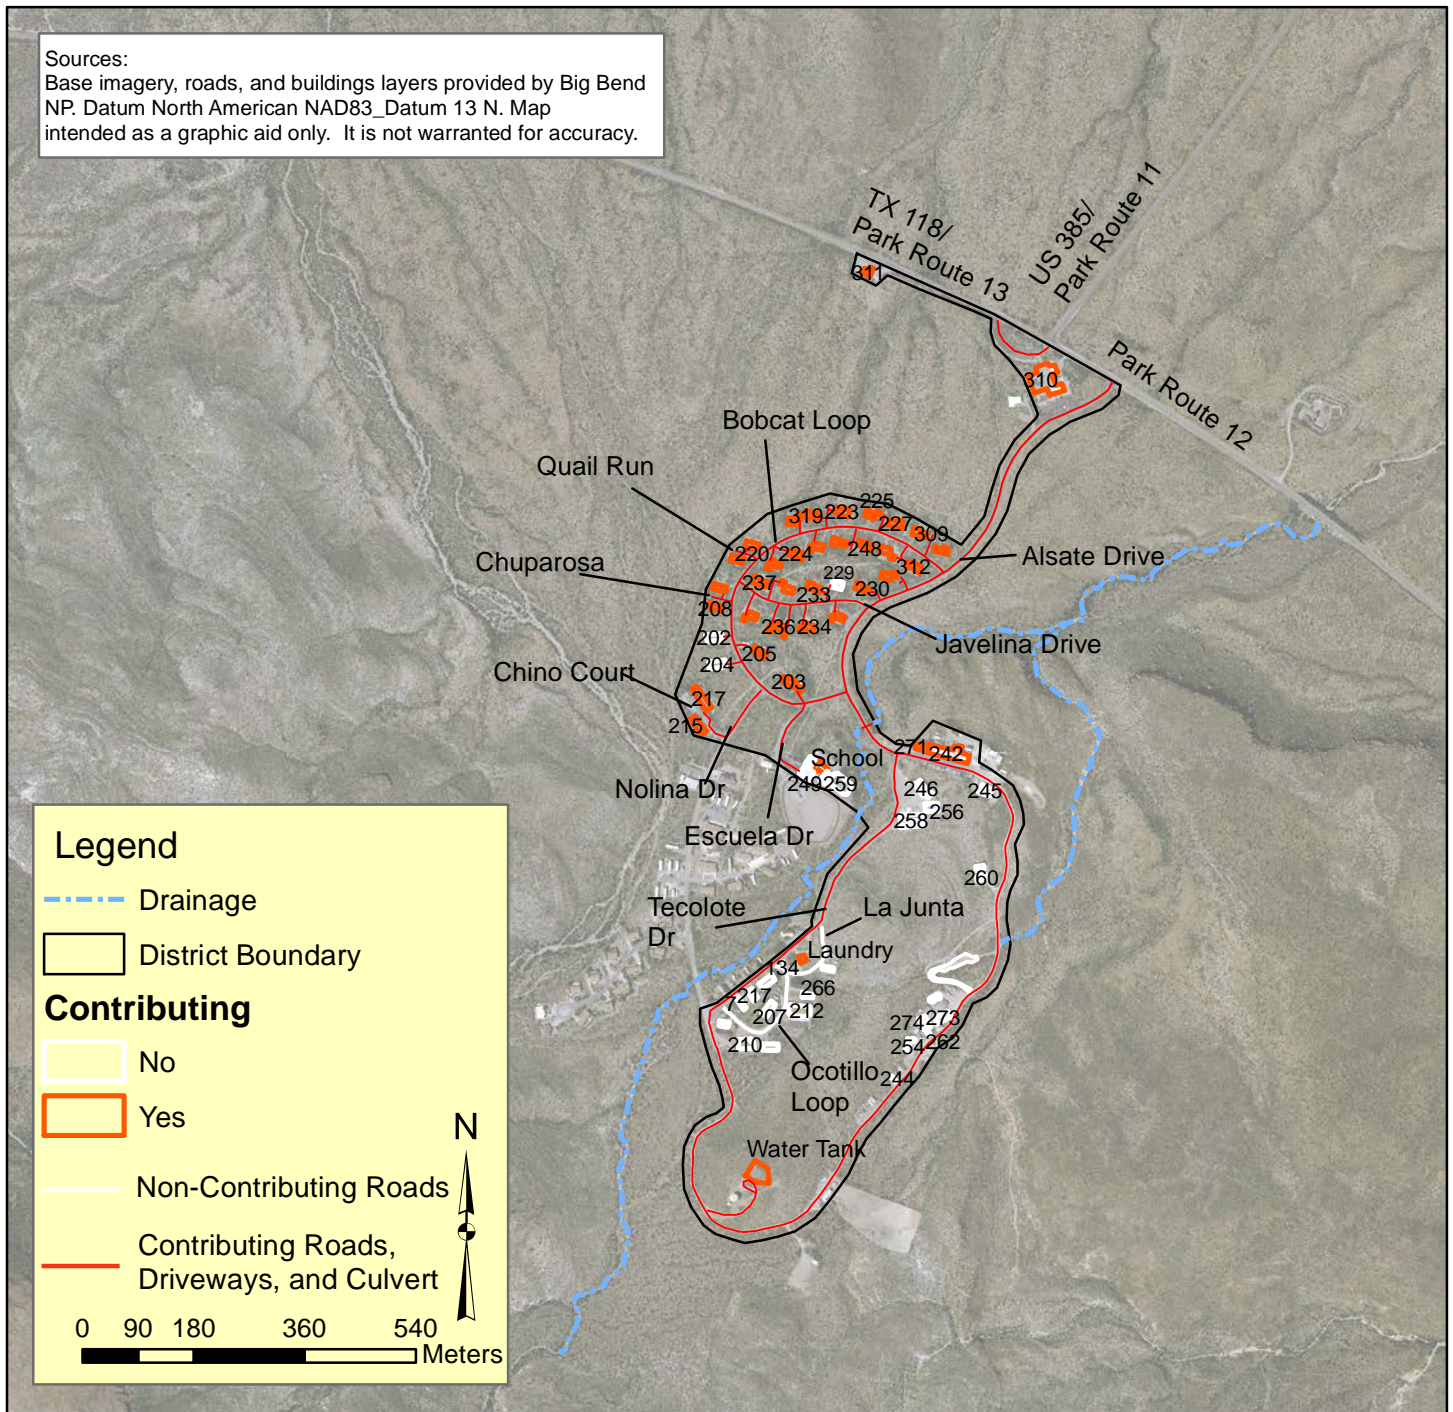 Sources:
Base imagery, roads, and buildings layers provided by Big Bend
NP. Datum North American NAD83_Datum 13 N. Map
intended as a graphic aid only. It is not warranted for accuracy.
TX 118/
Park Route 13
US 385/
Park Route 11
311
Park Route 12
310
Bobcat Loop
Quail Run
225
319
223
227
309
220
224
248
Alsate Drive
Chuparosa
312
229
237
233
230
208
236
234
202
Javelina Drive
205
204
Chino Court
203
217
215
271
242
School
249
259
246
245
Nolina Dr
256
258
Escuela Dr
260
Tecolote
Dr
La Junta
Laundry
134
266
217
7
207
212
274
273
210
254
262
Ocotillo
Loop
244
Water Tank
Legend
Drainage
District Boundary
Contributing
No
Yes
N
Non-Contributing Roads
Contributing Roads,
Driveways, and Culvert
0 90 180 360 540
Meters